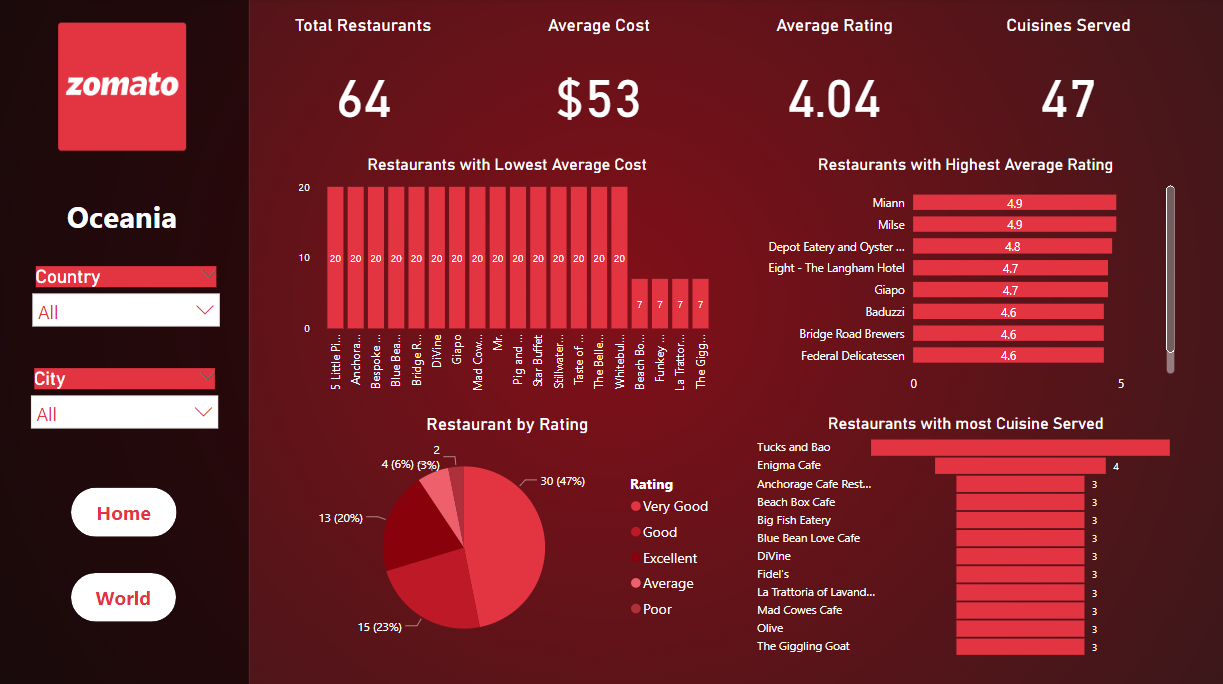 zomato
Oceania
Country
All
City
All
Home
World
Total Restaurants
64
Average Cost
$53
Average Rating
4.04
Cuisines Served
47
Restaurants with Lowest Average Cost
20
10
0
20 20 20 20 20 20 20 20 20 20 20 20 20 20 20 7 7 7 7
5 Little Pi...
Anchora...
Bespoke ...
Blue Bea...
Bridge R...
DiVine
Giapo
Mad Cow...
Mr.
Pig and ...
Star Buffet
Stillwater...
Taste of ...
The Belle...
Whitebul...
Beach Bo...
Funkey ...
La Trattor...
The Gigg...
Restaurants with Highest Average Rating
Miann 4.9
Milse 4.9
Depot Eatery and Oyster ... 4.8
Eight - The Langham Hotel 4.7
Giapo 4.7
Baduzzi 4.6
Bridge Road Brewers 4.6
Federal Delicatessen 4.6
0 5
Restaurant by Rating
2
(3%)
4 (6%)
30 (47%)
13 (20%)
15 (23%)
Rating
Very Good
Good
Excellent
Average
Poor
Restaurants with most Cuisine Served
Tucks and Bao
Enigma Cafe 4
Anchorage Cafe Rest... 3
Beach Box Cafe 3
Big Fish Eatery 3
Blue Bean Love Cafe 3
DiVine 3
Fidel's 3
La Trattoria of Lavand... 3
Mad Cowes Cafe 3
Olive 3
The Giggling Goat 3